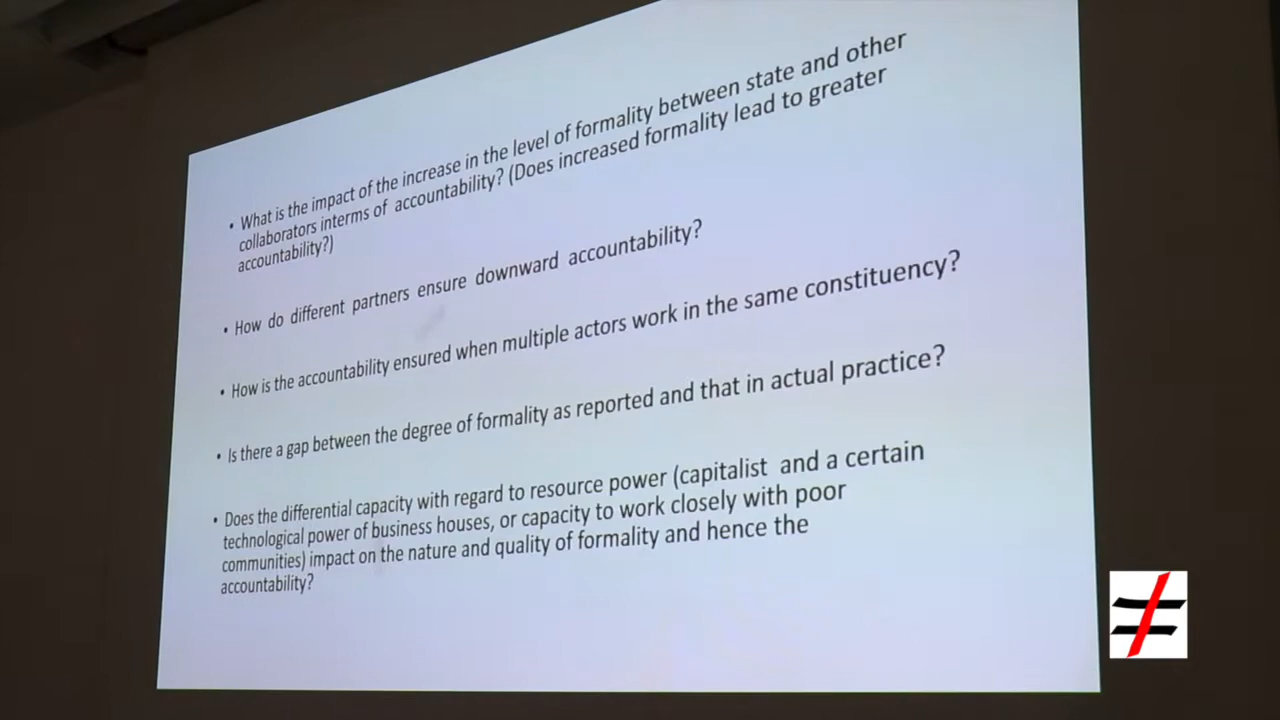 • What is the impact of the increase in the level of formality between state and other
collaborators interms of accountability? (Does increased formality lead to greater
accountability?)
• How do different partners ensure downward accountability?
• How is the accountability ensured when multiple actors work in the same constituency?
• Is there a gap between the degree of formality as reported and that in actual practice?
• Does the differential capacity with regard to resource power (capitalist and a certain
technological power of business houses, or capacity to work closely with poor
communities) impact on the nature and quality of formality and hence the
accountability?